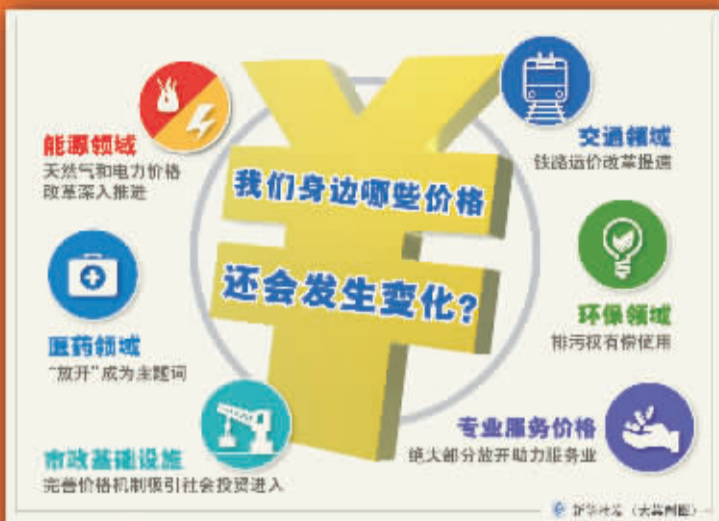 我们身边哪些价格
还会发生变化?
能源领域
天然气和电力价格
改革深入推进
交通领域
铁路运价改革提速
医药领域
“放开”成为主题词
环保领域
排污权有偿使用
市政基础设施
完善价格机制吸引社会投资进入
专业服务价格
绝大部分放开助力服务业
新华社发